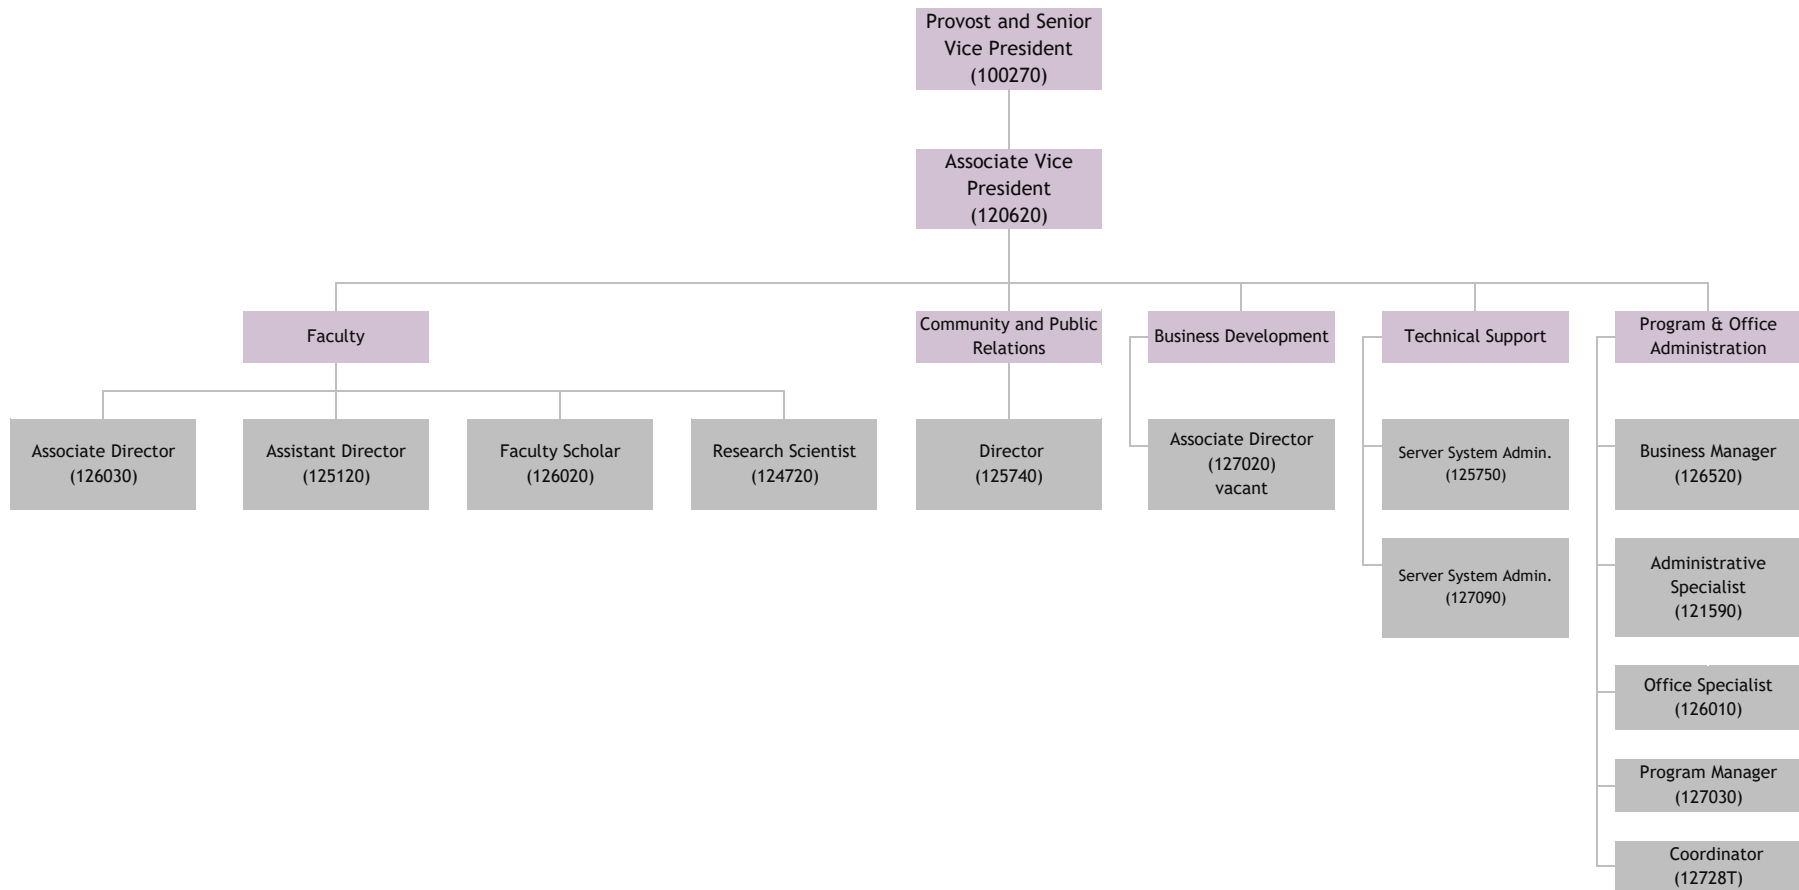 Provost and Senior
Vice President
(100270)
Associate Vice
President
(120620)
Faculty
Community and Public
Relations
Business Development
Technical Support
Program & Office
Administration
Associate Director
(126030)
Assistant Director
(125120)
Faculty Scholar
(126020)
Research Scientist
(124720)
Director
(125740)
Associate Director
(127020)
vacant
Server System Admin.
(125750)
Business Manager
(126520)
Server System Admin.
(127090)
Administrative
Specialist
(121590)
Office Specialist
(126010)
Program Manager
(127030)
Coordinator
(12728T)